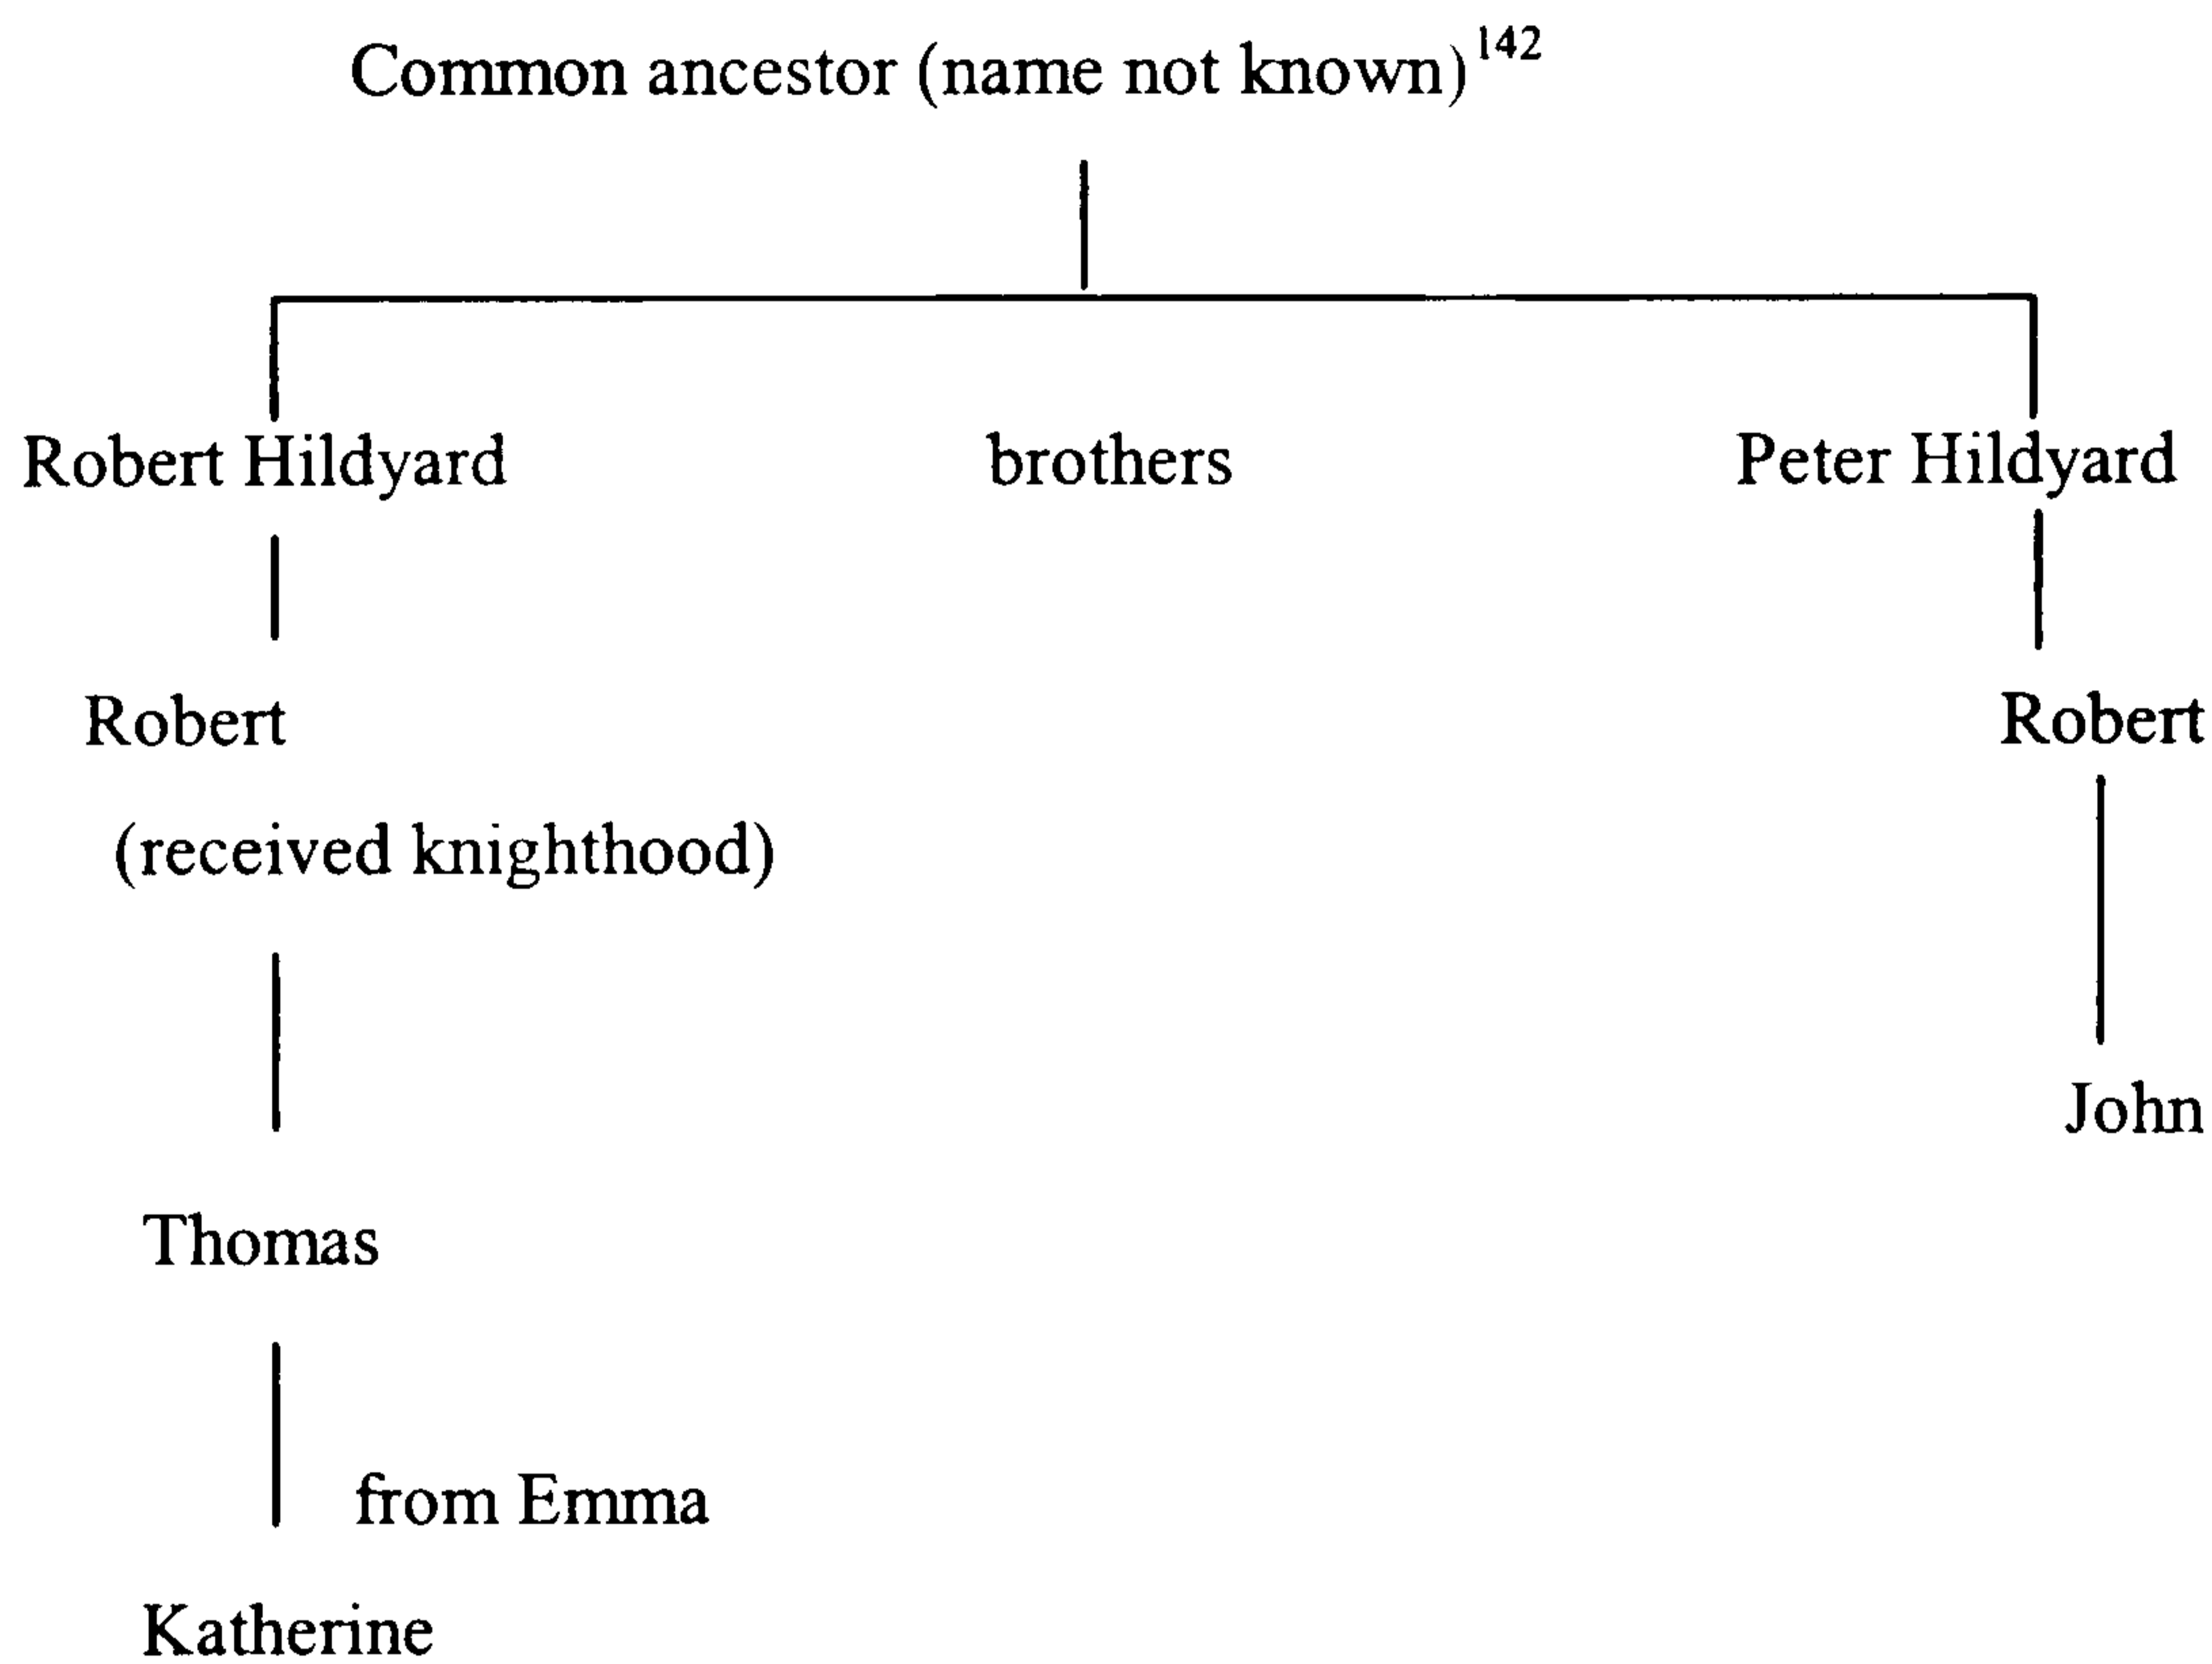 Common ancestor (name not known)142
Robert Hildyard brothers Peter Hildyard
Robert Robert
(received knighthood)
John
Thomas
from Emma
Katherine